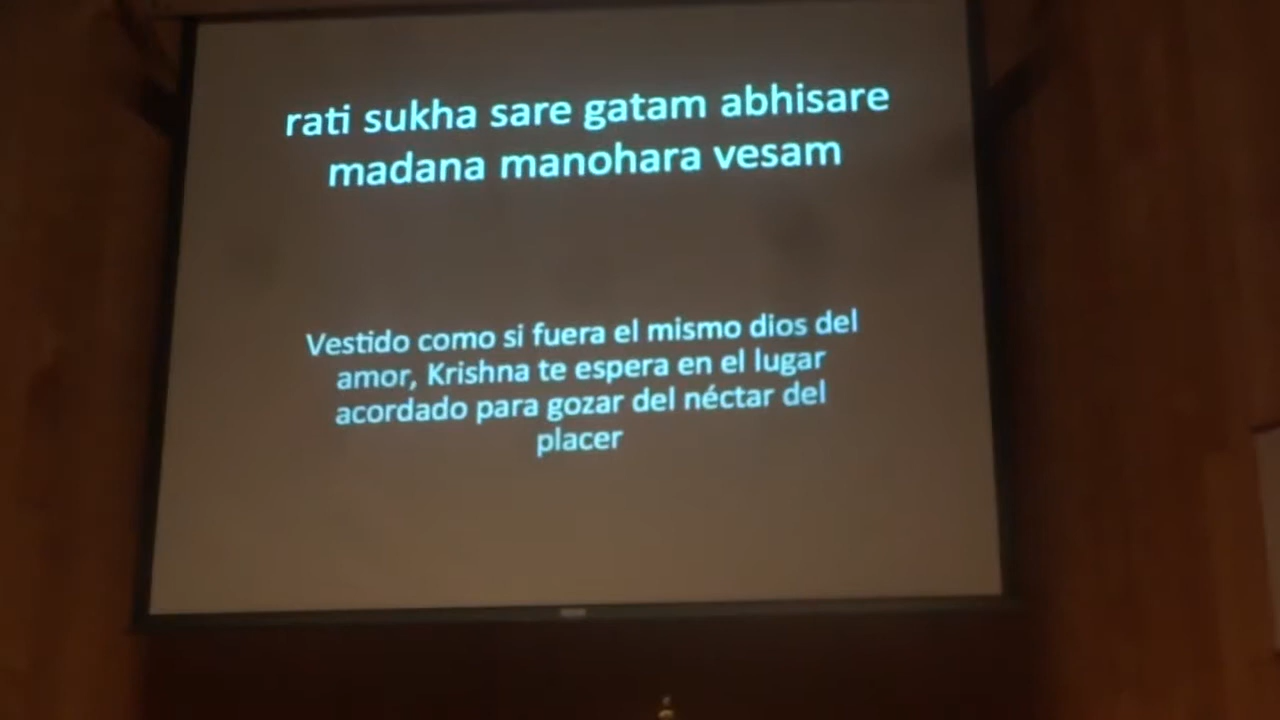 rati sukha sare gatam abhisare
madana manohara vesam
Vestido como si fuera el mismo dios del
amor, Krishna te espera en el lugar
acordado para gozar del néctar del
placer